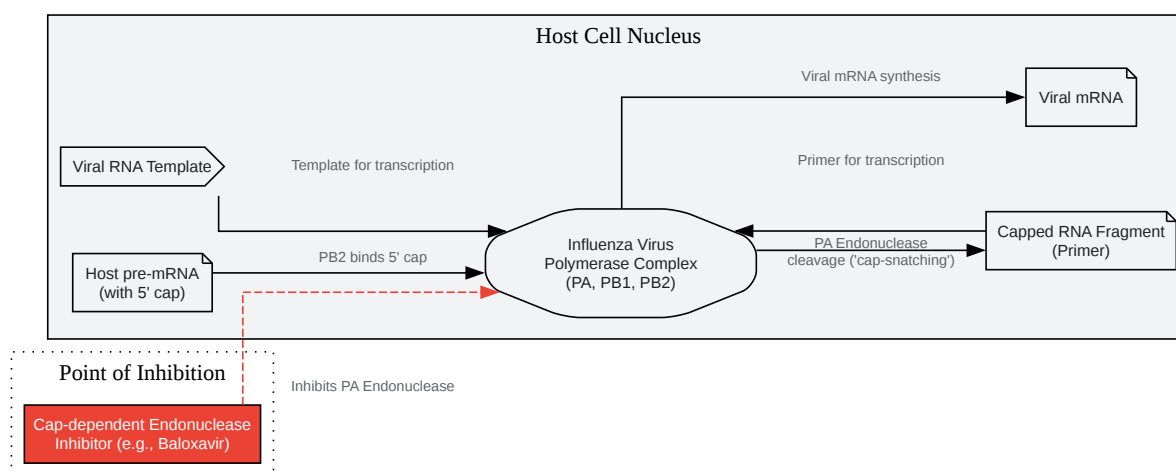 Host Cell Nucleus
Viral mRNA synthesis
Viral mRNA
Viral RNA Template
Template for transcription
Primer for transcription
Influenza Virus
Polymerase Complex
(PA, PB1, PB2)
Capped RNA Fragment
(Primer)
PA Endonuclease
cleavage ('cap-snatching')
PB2 binds 5' cap
Host pre-mRNA
(with 5' cap)
Point of Inhibition
Inhibits PA Endonuclease
Cap-dependent Endonuclease
Inhibitor (e.g., Baloxavir)